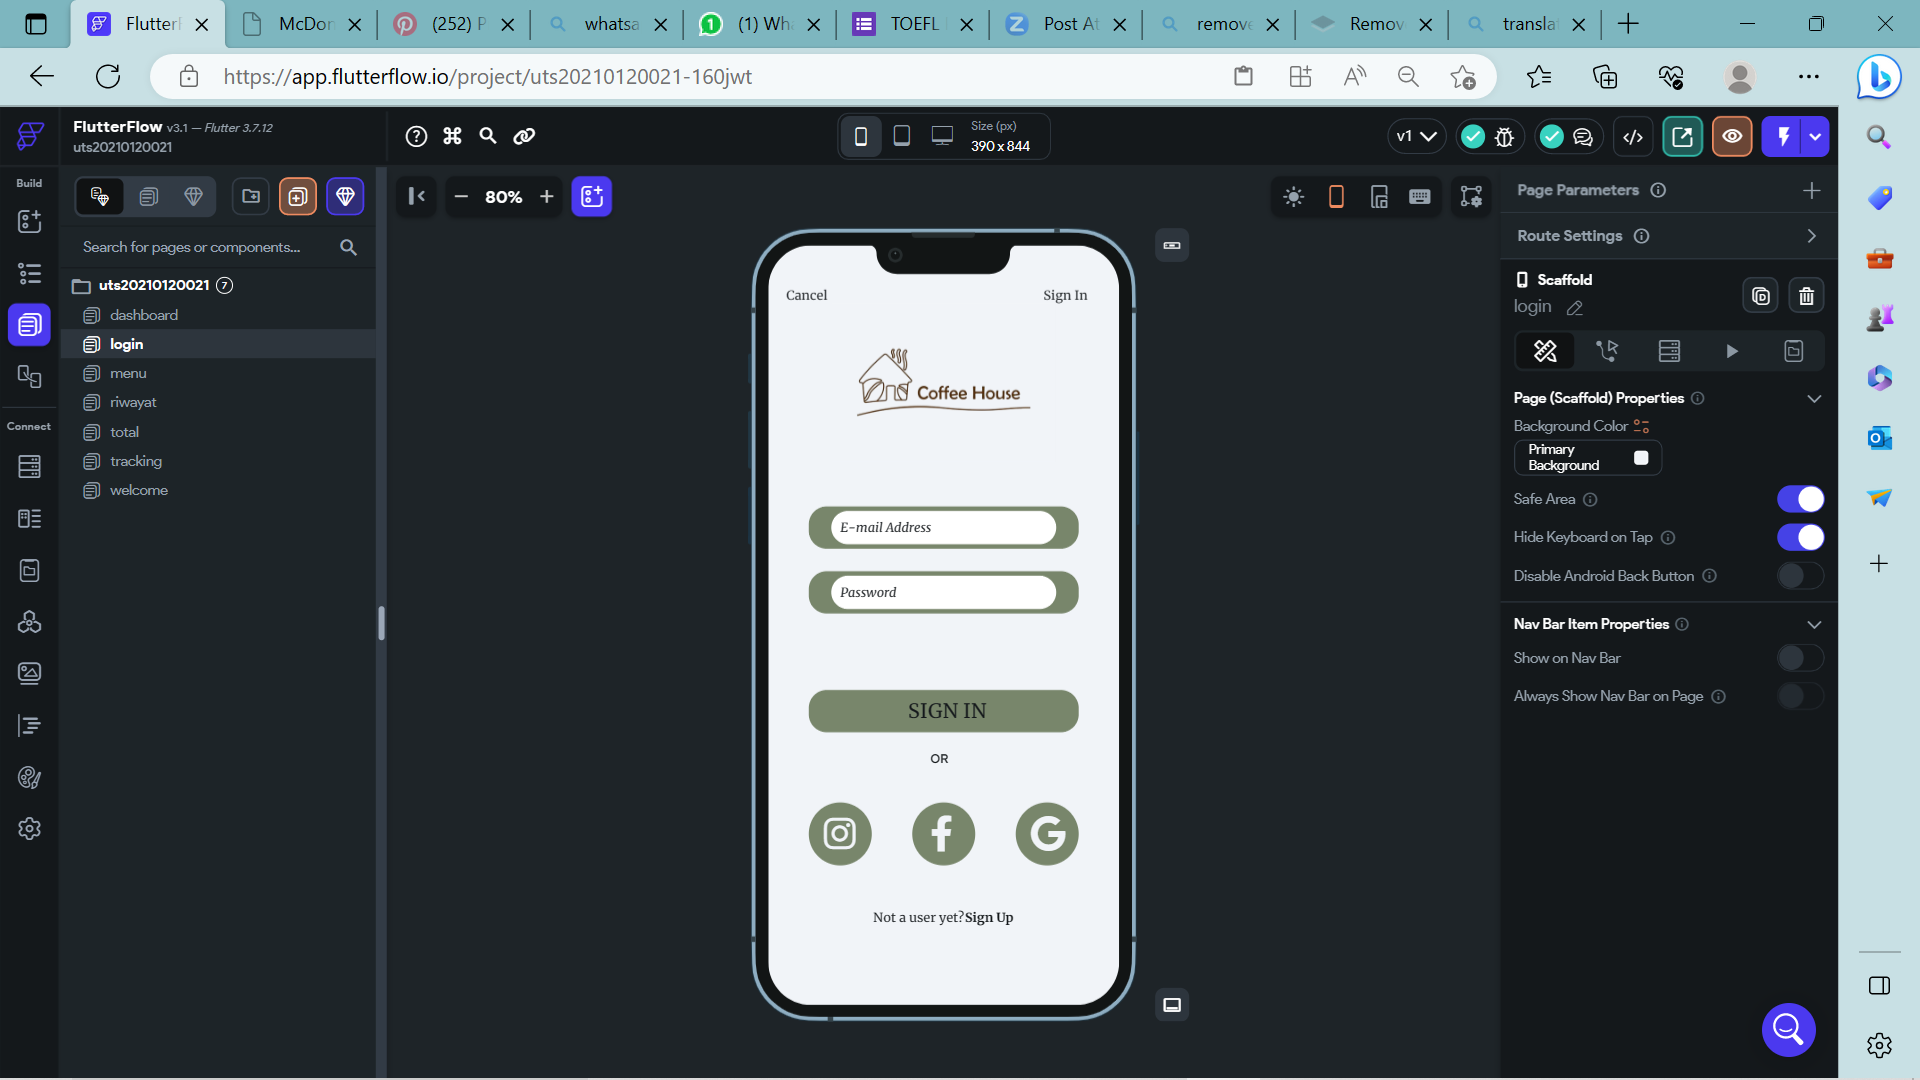 Flutterf
McDon
(252) P
whatsa
(1) Wha
TOEFL
Post At
remove
Remov
transla
https://app.flutterflow.io/project/uts20210120021-160jwt
FlutterFlow v3.1 — Flutter 3.7.12
uts20210120021
Size (px)
390 x 844
v1
Build
80%
Page Parameters
Search for pages or components...
Route Settings
uts20210120021 7
dashboard
login
menu
riwayat
total
tracking
welcome
Connect
Cancel
Sign In
Coffee House
E-mail Address
Password
SIGN IN
OR
Not a user yet?Sign Up
Scaffold
login
Page (Scaffold) Properties
Background Color
Primary
Background
Safe Area
Hide Keyboard on Tap
Disable Android Back Button
Nav Bar Item Properties
Show on Nav Bar
Always Show Nav Bar on Page